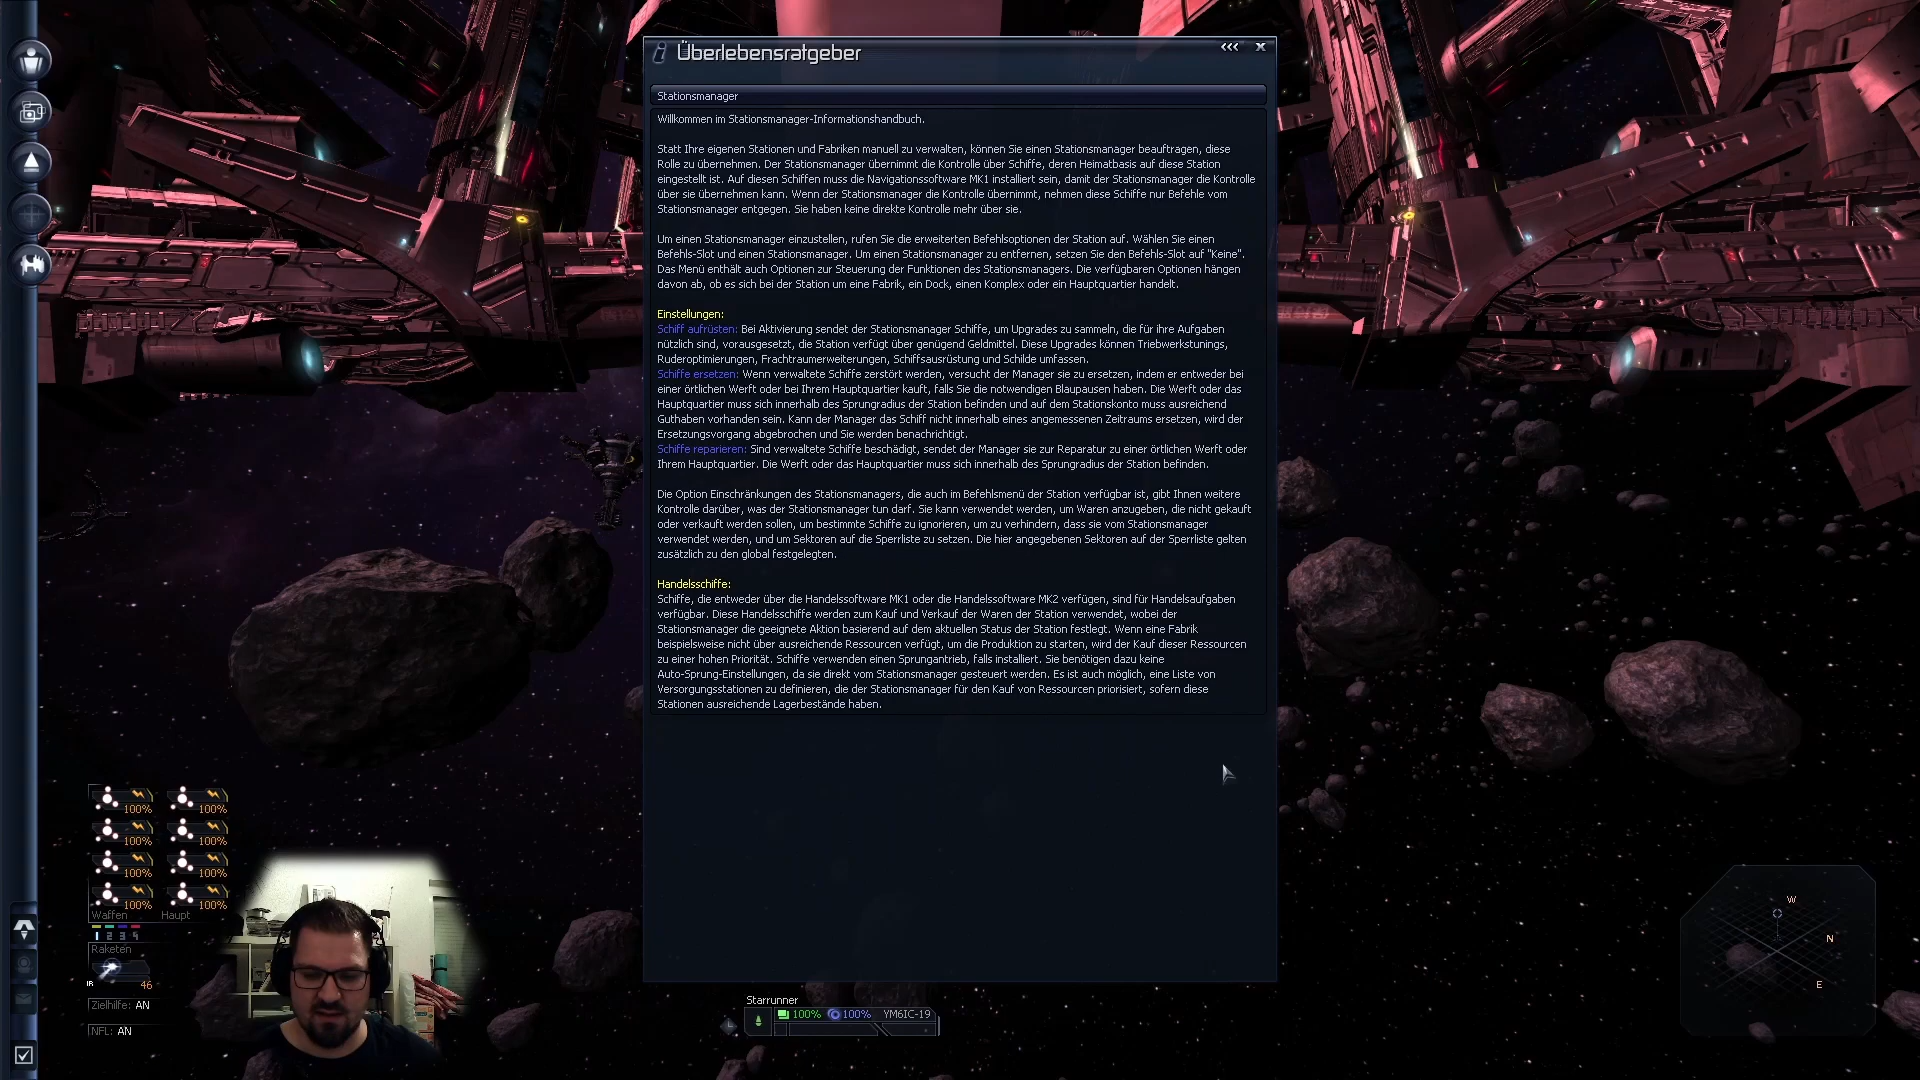 Überlebensratgeber
Stationsmanager
Willkommen im Stationsmanager-Informationshandbuch.
Statt Ihre eigenen Stationen und Fabriken manuell zu verwalten, können Sie einen Stationsmanager beauftragen, diese
Rolle zu übernehmen. Der Stationsmanager übernimmt die Kontrolle über Schiffe, deren Heimatbasis auf diese Station
eingestellt ist. Auf diesen Schiffen muss die Navigationssoftware MK1 installiert sein, damit der Stationsmanager die Kontrolle
über sie übernehmen kann. Wenn der Stationsmanager die Kontrolle übernimmt, nehmen diese Schiffe nur Befehle vom
Stationsmanager entgegen. Sie haben keine direkte Kontrolle mehr über sie.
Um einen Stationsmanager einzustellen, rufen Sie die erweiterten Befehlsoptionen der Station auf. Wählen Sie einen
Befehls-Slot und einen Stationsmanager. Um einen Stationsmanager zu entfernen, setzen Sie den Befehls-Slot auf "Keine".
Das Menü enthält auch Optionen zur Steuerung der Funktionen des Stationsmanagers. Die verfügbaren Optionen hängen
davon ab, ob es sich bei der Station um eine Fabrik, ein Dock, einen Komplex oder ein Hauptquartier handelt.
Einstellungen:
Schiff aufrüsten: Bei Aktivierung sendet der Stationsmanager Schiffe, um Upgrades zu sammeln, die für ihre Aufgaben
nützlich sind, vorausgesetzt, die Station verfügt über genügend Geldmittel. Diese Upgrades können Triebwerkstunings,
Ruderoptimierungen, Frachtraumerweiterungen, Schiffsausrüstung und Schilde umfassen.
Schiffe ersetzen: Wenn verwaltete Schiffe zerstört werden, versucht der Manager sie zu ersetzen, indem er entweder bei
einer örtlichen Werft oder bei Ihrem Hauptquartier kauft, falls Sie die notwendigen Blaupausen haben. Die Werft oder das
Hauptquartier muss sich innerhalb des Sprungradius der Station befinden und auf dem Stationskonto muss ausreichend
Guthaben vorhanden sein. Kann der Manager das Schiff nicht innerhalb eines angemessenen Zeitraums ersetzen, wird der
Ersetzungsvorgang abgebrochen und Sie werden benachrichtigt.
Schiffe reparieren: Sind verwaltete Schiffe beschädigt, sendet der Manager sie zur Reparatur zu einer örtlichen Werft oder
Ihrem Hauptquartier. Die Werft oder das Hauptquartier muss sich innerhalb des Sprungradius der Station befinden.
Die Option Einschränkungen des Stationsmanagers, die auch im Befehlsmenü der Station verfügbar ist, gibt Ihnen weitere
Kontrolle darüber, was der Stationsmanager tun darf. Sie kann verwendet werden, um Waren anzugeben, die nicht gekauft
oder verkauft werden sollen, um bestimmte Schiffe zu ignorieren, um zu verhindern, dass sie vom Stationsmanager
verwendet werden, und um Sektoren auf die Sperrliste zu setzen. Die hier angegebenen Sektoren auf der Sperrliste gelten
zusätzlich zu den global festgelegten.
Handelsschiffe:
Schiffe, die entweder über die Handelssoftware MK1 oder die Handelssoftware MK2 verfügen, sind für Handelsaufgaben
verfügbar. Diese Handelsschiffe werden zum Kauf und Verkauf der Waren der Station verwendet, wobei der
Stationsmanager die geeignete Aktion basierend auf dem aktuellen Status der Station festlegt. Wenn eine Fabrik
beispielsweise nicht über ausreichende Ressourcen verfügt, um die Produktion zu starten, wird der Kauf dieser Ressourcen
zu einer hohen Priorität. Schiffe verwenden einen Sprungantrieb, falls installiert. Sie benötigen dazu keine
Auto-Sprung-Einstellungen, da sie direkt vom Stationsmanager gesteuert werden. Es ist auch möglich, eine Liste von
Versorgungsstationen zu definieren, die der Stationsmanager für den Kauf von Ressourcen priorisiert, sofern diese
Stationen ausreichende Lagerbestände haben.
100% 100%
100% 100%
100% 100%
100% 100%
Waffen Haupt
1 2 3 4
Raketen
46
Zielhilfe: AN
NFL: AN
Starrunner
100% 100% YM6IC-19
W
N
E